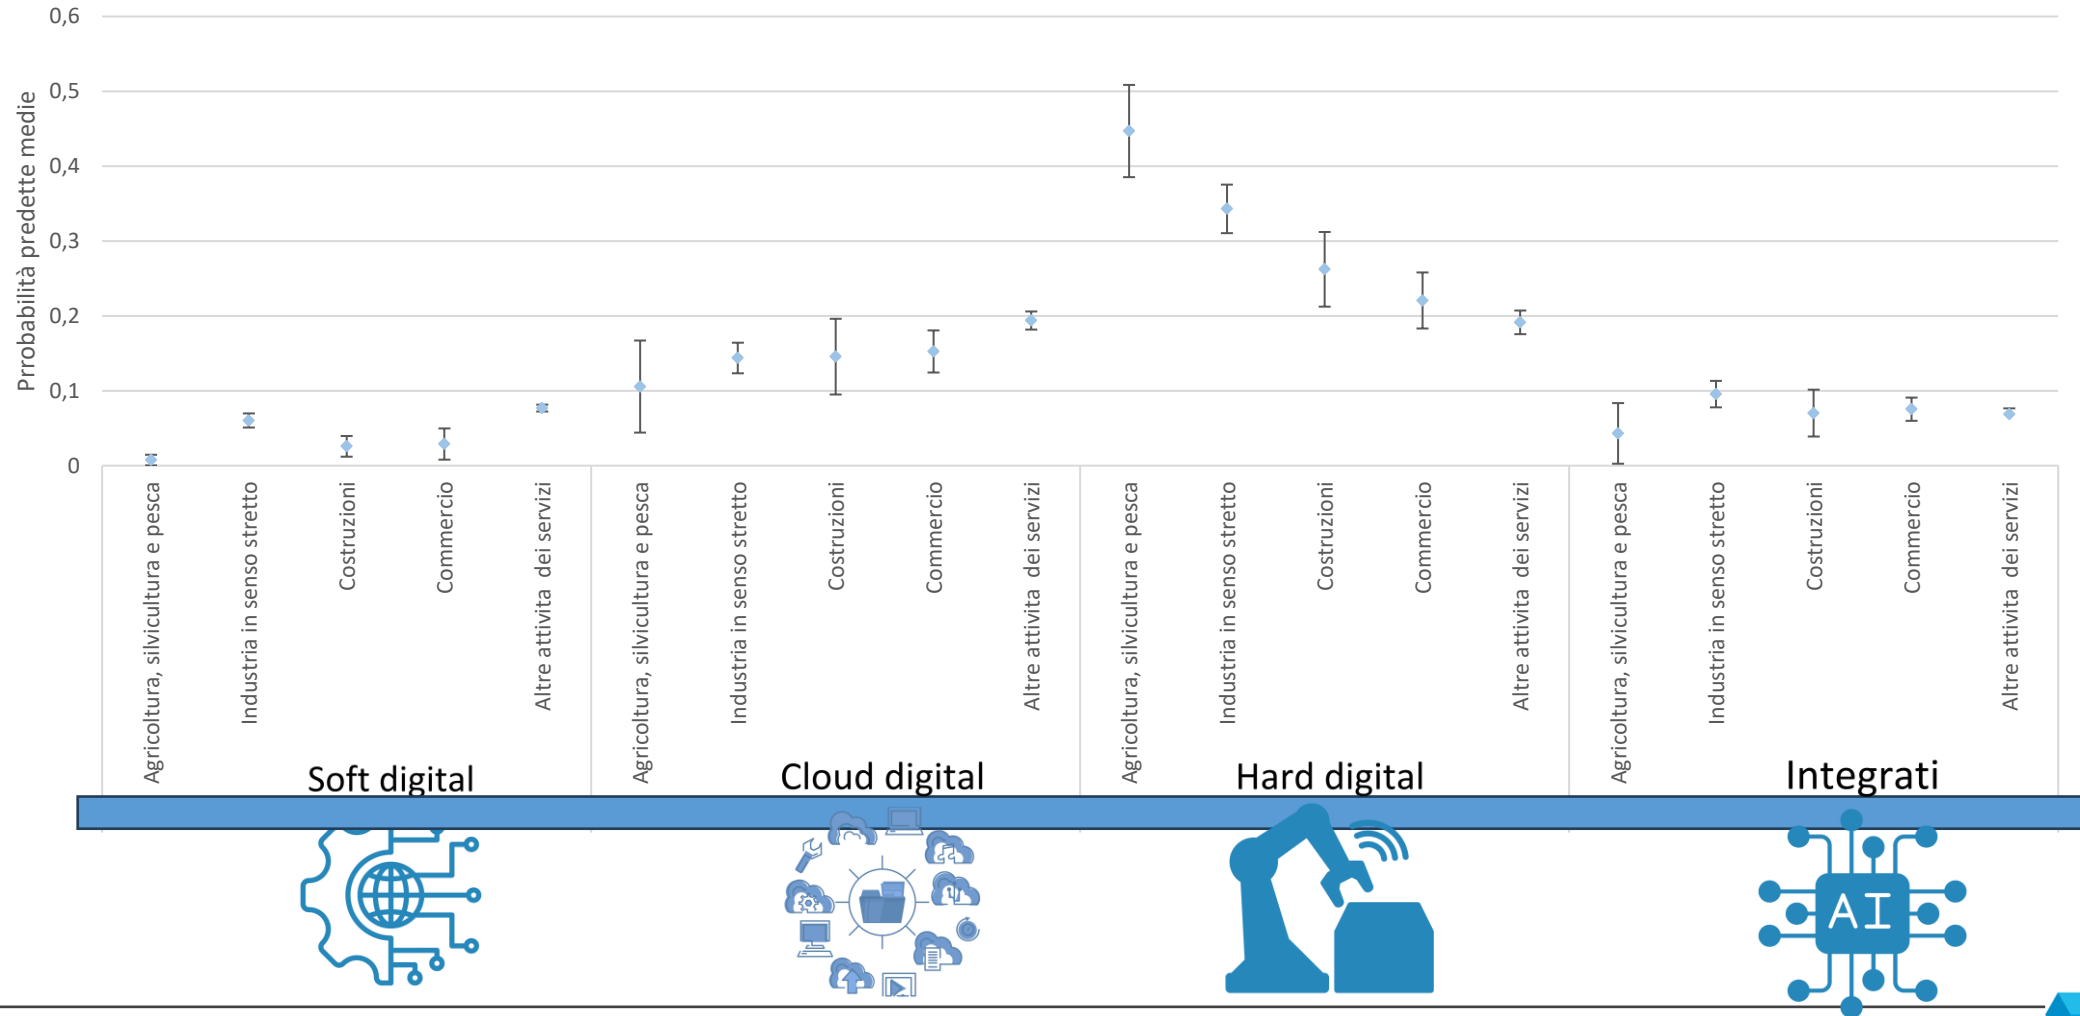 0,6
0,5
0,4
0,3
0,2
0,1
0
Prrobabilità predette medie
Agricoltura, silvicultura e pesca
Industria in senso stretto
Costruzioni
Commercio
Altre attivita dei servizi
Agricoltura, silvicultura e pesca
Industria in senso stretto
Costruzioni
Commercio
Altre attivita dei servizi
Agricoltura, silvicultura e pesca
Industria in senso stretto
Costruzioni
Commercio
Altre attivita dei servizi
Agricoltura, silvicultura e pesca
Industria in senso stretto
Costruzioni
Commercio
Altre attivita dei servizi
Soft digital
Cloud digital
Hard digital
Integrati
AI